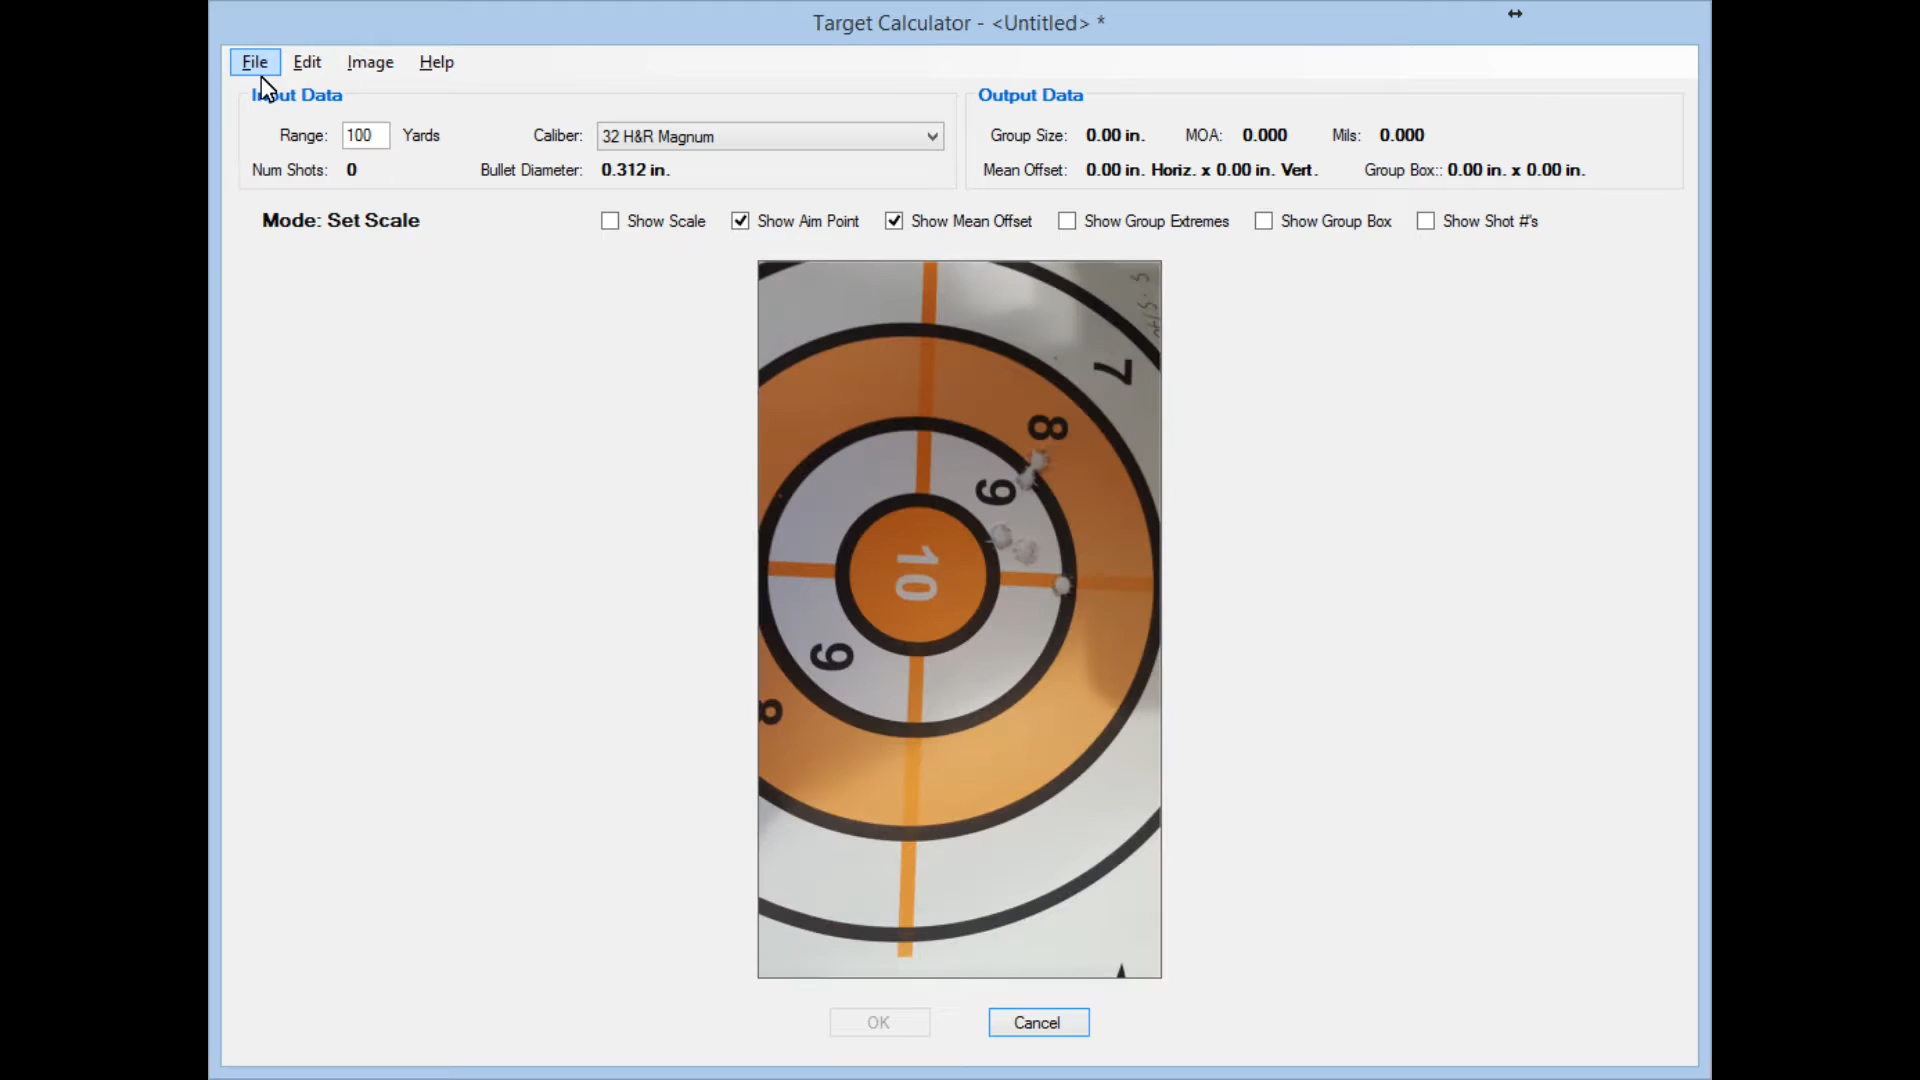 Target Calculator - <Untitled> *
File Edit Image Help
Input Data
Range: 100 Yards Caliber: 32 H&R Magnum
Num Shots: 0 Bullet Diameter: 0.312 in.
Output Data
Group Size: 0.00 in. MOA: 0.000 Mils: 0.000
Mean Offset: 0.00 in. Horiz. x 0.00 in. Vert. Group Box:: 0.00 in. x 0.00 in.
Mode: Set Scale Show Scale Show Aim Point Show Mean Offset Show Group Extremes Show Group Box Show Shot #'s
7
8
9
10
9
8
OK Cancel